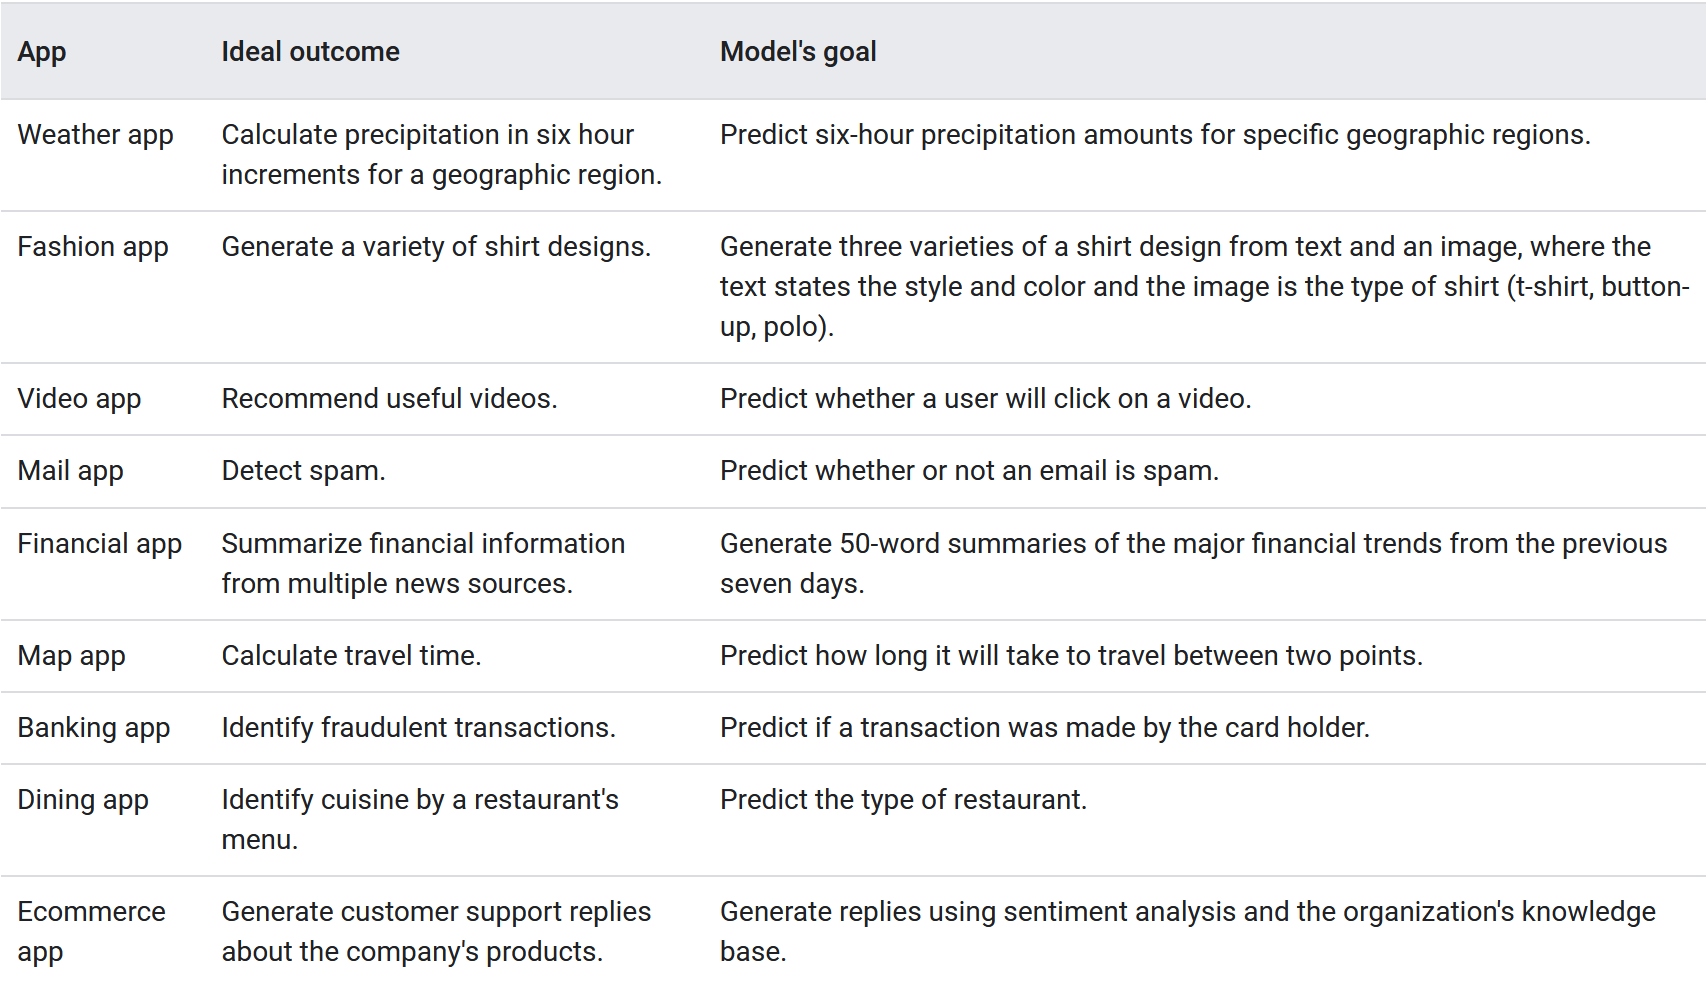 App Ideal outcome Model's goal
Weather app Calculate precipitation in six hour Predict six-hour precipitation amounts for specific geographic regions.
increments for a geographic region.
Fashion app Generate a variety of shirt designs. Generate three varieties of a shirt design from text and an image, where the
text states the style and color and the image is the type of shirt (t-shirt, button-
up, polo).
Video app Recommend useful videos. Predict whether a user will click on a video.
Mail app Detect spam. Predict whether or not an email is spam.
Financial app Summarize financial information Generate 50-word summaries of the major financial trends from the previous
from multiple news sources. seven days.
Map app Calculate travel time. Predict how long it will take to travel between two points.
Banking app Identify fraudulent transactions. Predict if a transaction was made by the card holder.
Dining app Identify cuisine by a restaurant's Predict the type of restaurant.
menu.
Ecommerce Generate customer support replies Generate replies using sentiment analysis and the organization's knowledge
app about the company's products. base.